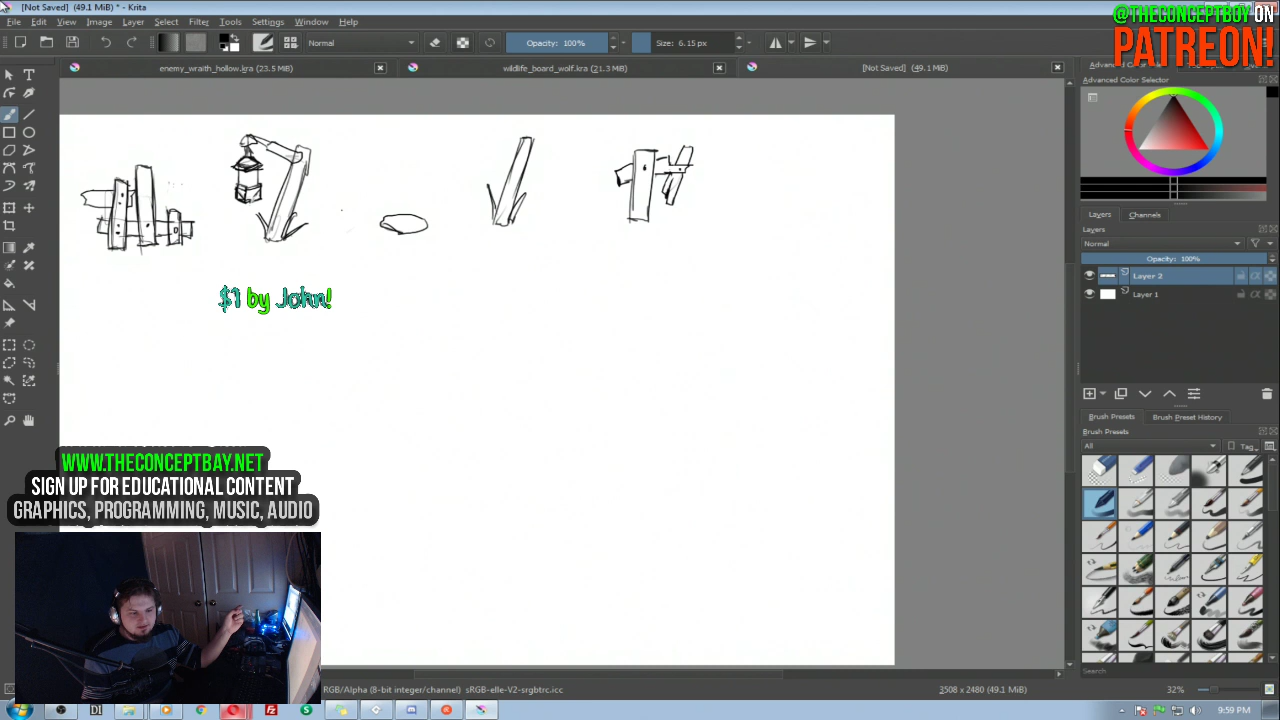 [Not Saved] (49.1 MiB) * - Krita
@THECONCEPTBOY ON
PATREON!
File Edit View Image Layer Select Filter Tools Settings Window Help
Normal
Opacity: 100%
Size: 6.15 px
enemy_wraith_hollow.kra (23.5 MiB)
wildlife_board_wolf.kra (21.3 MiB)
[Not Saved] (49.1 MiB)
Advanced Color Selector
Layers Channels
Layers
Normal
Opacity: 100%
Layer 2
Layer 1
$1 by John!
Brush Presets Brush Preset History
Brush Presets
All
Tag
WWW.THECONCEPTBAY.NET
SIGN UP FOR EDUCATIONAL CONTENT
GRAPHICS, PROGRAMMING, MUSIC, AUDIO
Search
RGB/Alpha (8-bit integer/channel) sRGB-elle-V2-srgbtrc.icc
3508 x 2480 (49.1 MiB)
32%
9:59 PM